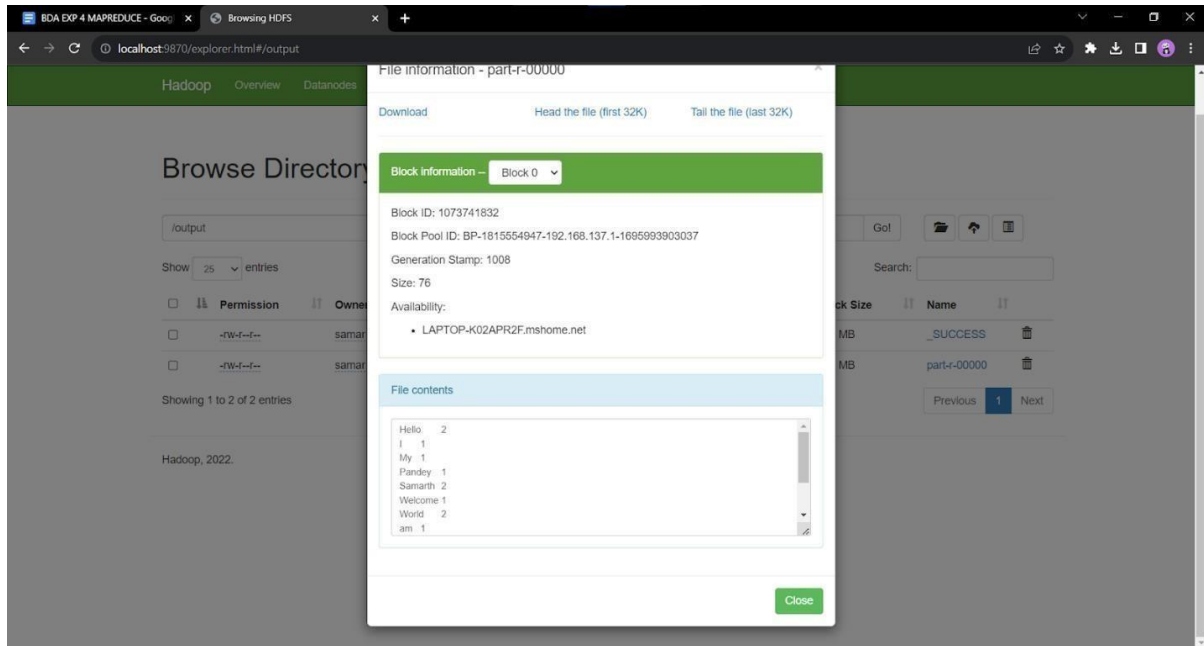 BDA EXP 4 MAPREDUCE - Goog
Browsing HDFS
localhost:9870/explorer.html#/output
Hadoop Overview Datanodes
File information - part-r-00000
Download Head the file (first 32K) Tail the file (last 32K)
Browse Directory
Block information -- Block 0
Block ID: 1073741832
Block Pool ID: BP-1815554947-192.168.137.1-1695993903037
Generation Stamp: 1008
Size: 76
Availability:
LAPTOP-K02APR2F.mshome.net
/output Go!
Show 25 entries Search:
Permission Owne ck Size Name
-rw-r--r-- samar MB _SUCCESS
-rw-r--r-- samar MB part-r-00000
Showing 1 to 2 of 2 entries Previous 1 Next
Hadoop, 2022.
File contents
Hello 2
I 1
My 1
Pandey 1
Samarth 2
Welcome 1
World 2
am 1
Close